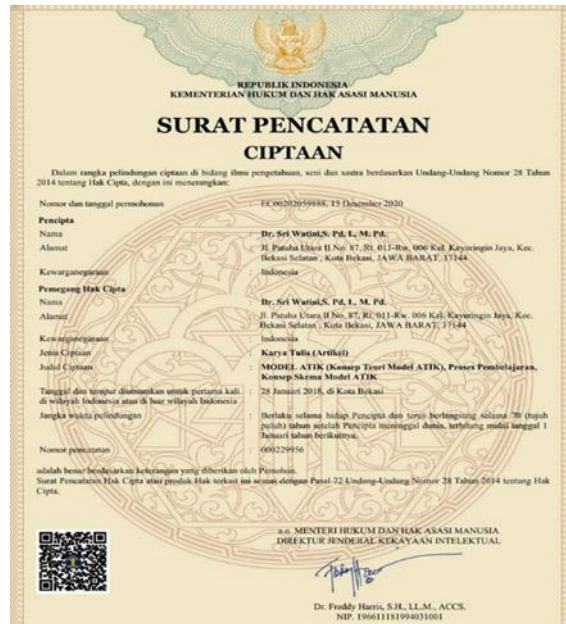 REPUBLIK INDONESIA
KEMENTERIAN HUKUM DAN HAK ASASI MANUSIA
SURAT PENCATATAN
CIPTAAN
Dalam rangka pelindungan ciptaan di bidang ilmu pengetahuan, seni dan sastra berdasarkan Undang-Undang Nomor 28 Tahun
2014 tentang Hak Cipta, dengan ini menerangkan:
Nomor dan tanggal permohonan : EC00202059888, 15 Desember 2020
Pencipta
Nama : Dr. Sri Watini,S. Pd, I., M. Pd.
Alamat : Jl. Patuha Utara II No. 87, Rt. 011-Rw. 006 Kel. Kayuringin Jaya, Kec.
Bekasi Selatan , Kota Bekasi, JAWA BARAT, 17144
Kewarganegaraan : Indonesia
Pemegang Hak Cipta
Nama : Dr. Sri Watini,S. Pd, I., M. Pd.
Alamat : Jl. Patuha Utara II No. 87, Rt. 011-Rw. 006 Kel. Kayuringin Jaya, Kec.
Bekasi Selatan , Kota Bekasi, JAWA BARAT, 17144
Kewarganegaraan : Indonesia
Jenis Ciptaan : Karya Tulis (Artikel)
Judul Ciptaan : MODEL ATIK (Konsep Teori Model ATIK), Proses Pembelajaran,
Konsep Skema Model ATIK
Tanggal dan tempat diumumkan untuk pertama kali : 28 Januari 2018, di Kota Bekasi
di wilayah Indonesia atau di luar wilayah Indonesia
Jangka waktu pelindungan : Berlaku selama hidup Pencipta dan terus berlangsung selama 70 (tujuh
puluh) tahun setelah Pencipta meninggal dunia, terhitung mulai tanggal 1
Januari tahun berikutnya.
Nomor pencatatan : 000229956
adalah benar berdasarkan keterangan yang diberikan oleh Pemohon.
Surat Pencatatan Hak Cipta atau produk Hak terkait ini sesuai dengan Pasal 72 Undang-Undang Nomor 28 Tahun 2014 tentang Hak
Cipta.
a.n. MENTERI HUKUM DAN HAK ASASI MANUSIA
DIREKTUR JENDERAL KEKAYAAN INTELEKTUAL
Dr. Freddy Harris, S.H., LL.M., ACCS.
NIP. 196611181994031001